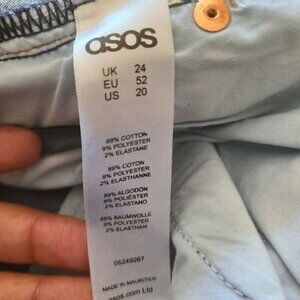 asos
UK 24
EU 52
US 20
89% COTTON
9% POLYESTER
2% ELASTANE
89% COTON
9% POLYESTER
2% ELASTHANNE
89% ALGODÓN
9% POLIÉSTER
2% ELASTANO
89% BAUMWOLLE
9% POLYESTER
2% ELASTHAN
05249267
MADE IN MAURITIUS
asos.com Ltd